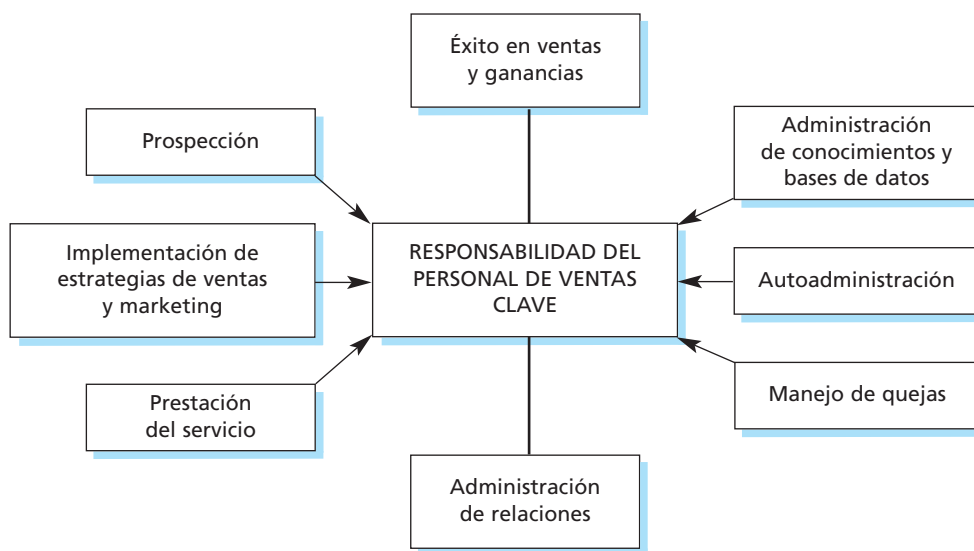 Éxito en ventas
y ganancias
Prospección
Administración
de conocimientos y
bases de datos
Implementación de
estrategias de ventas
y marketing
RESPONSABILIDAD DEL
PERSONAL DE VENTAS
CLAVE
Autoadministración
Prestación
del servicio
Manejo de quejas
Administración
de relaciones